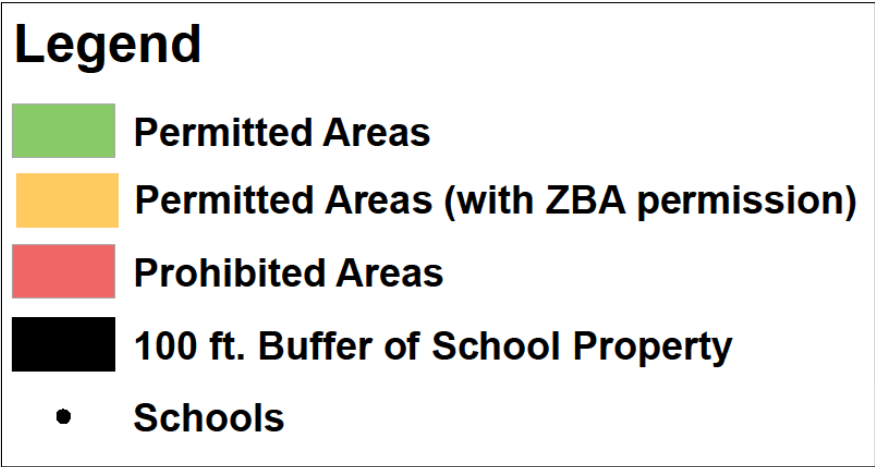 Legend
Permitted Areas
Permitted Areas (with ZBA permission)
Prohibited Areas
100 ft. Buffer of School Property
Schools